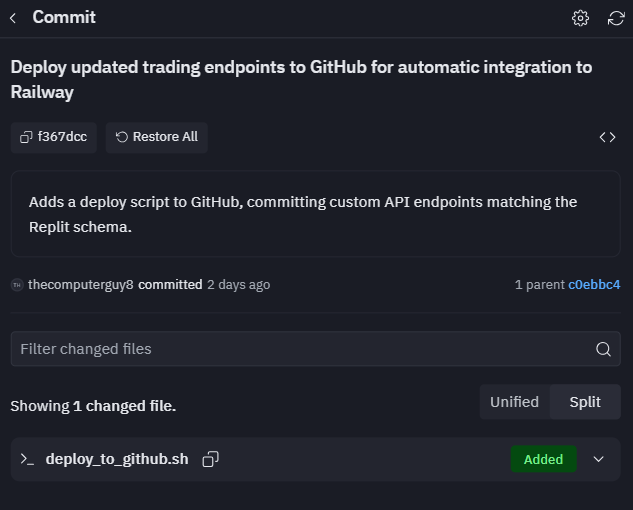 Commit
Deploy updated trading endpoints to GitHub for automatic integration to
Railway
f367dcc
Restore All
Adds a deploy script to GitHub, committing custom API endpoints matching the
Replit schema.
TH thecomputerguy8 committed 2 days ago
1 parent c0ebbc4
Filter changed files
Showing 1 changed file.
Unified
Split
deploy_to_github.sh
Added